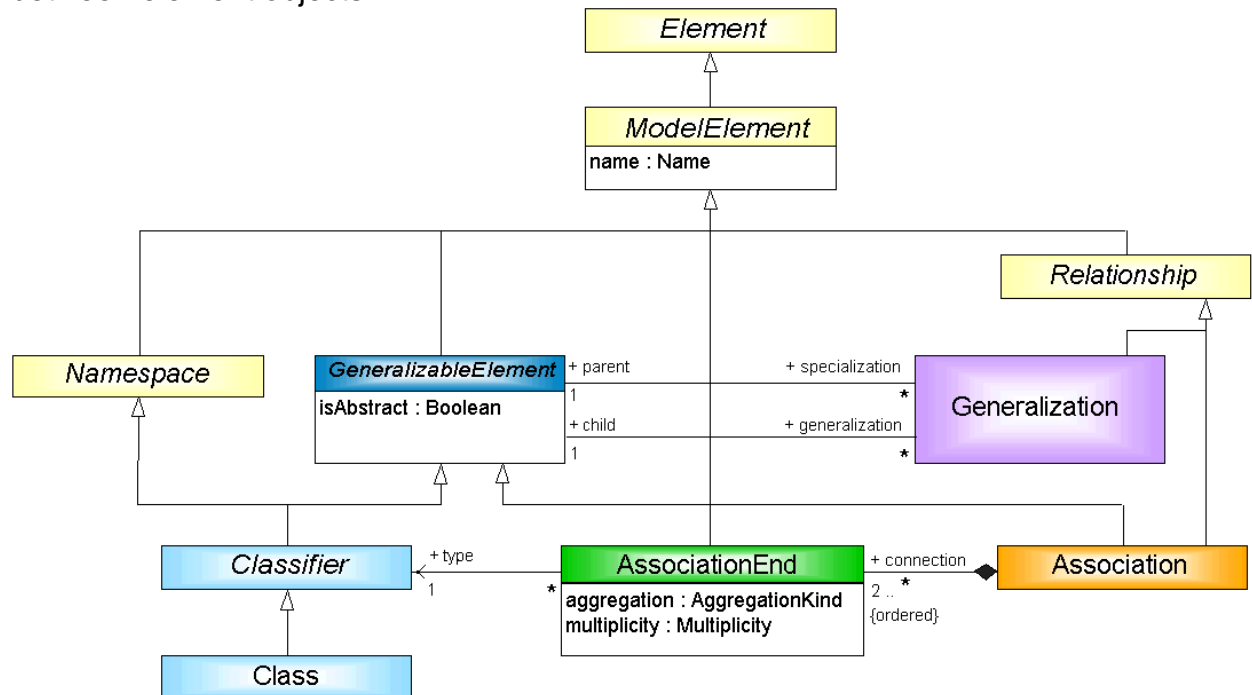 Element
ModelElement
name : Name
Relationship
Namespace
GeneralizableElement
isAbstract : Boolean
+ parent
1
+ specialization
*
+ child
1
+ generalization
*
Generalization
Classifier
+ type
1
*
AssociationEnd
aggregation : AggregationKind
multiplicity : Multiplicity
+ connection
2 .. *
{ordered}
Association
Class